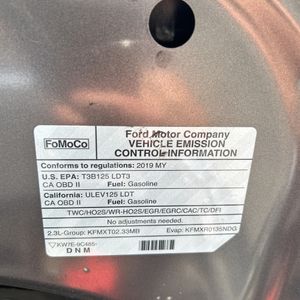 FoMoCo
Ford Motor Company
VEHICLE EMISSION
CONTROL INFORMATION
Conforms to regulations: 2019 MY
U.S. EPA: T3B125 LDT3
CA OBD II Fuel: Gasoline
California: ULEV125 LDT
CA OBD II Fuel: Gasoline
TWC/HO2S/WR-HO2S/EGR/EGRC/CAC/TC/DFI
No adjustments needed.
2.3L-Group: KFMXT02.33MB Evap: KFMXR0135NDG
KW7E-9C485-
DNM